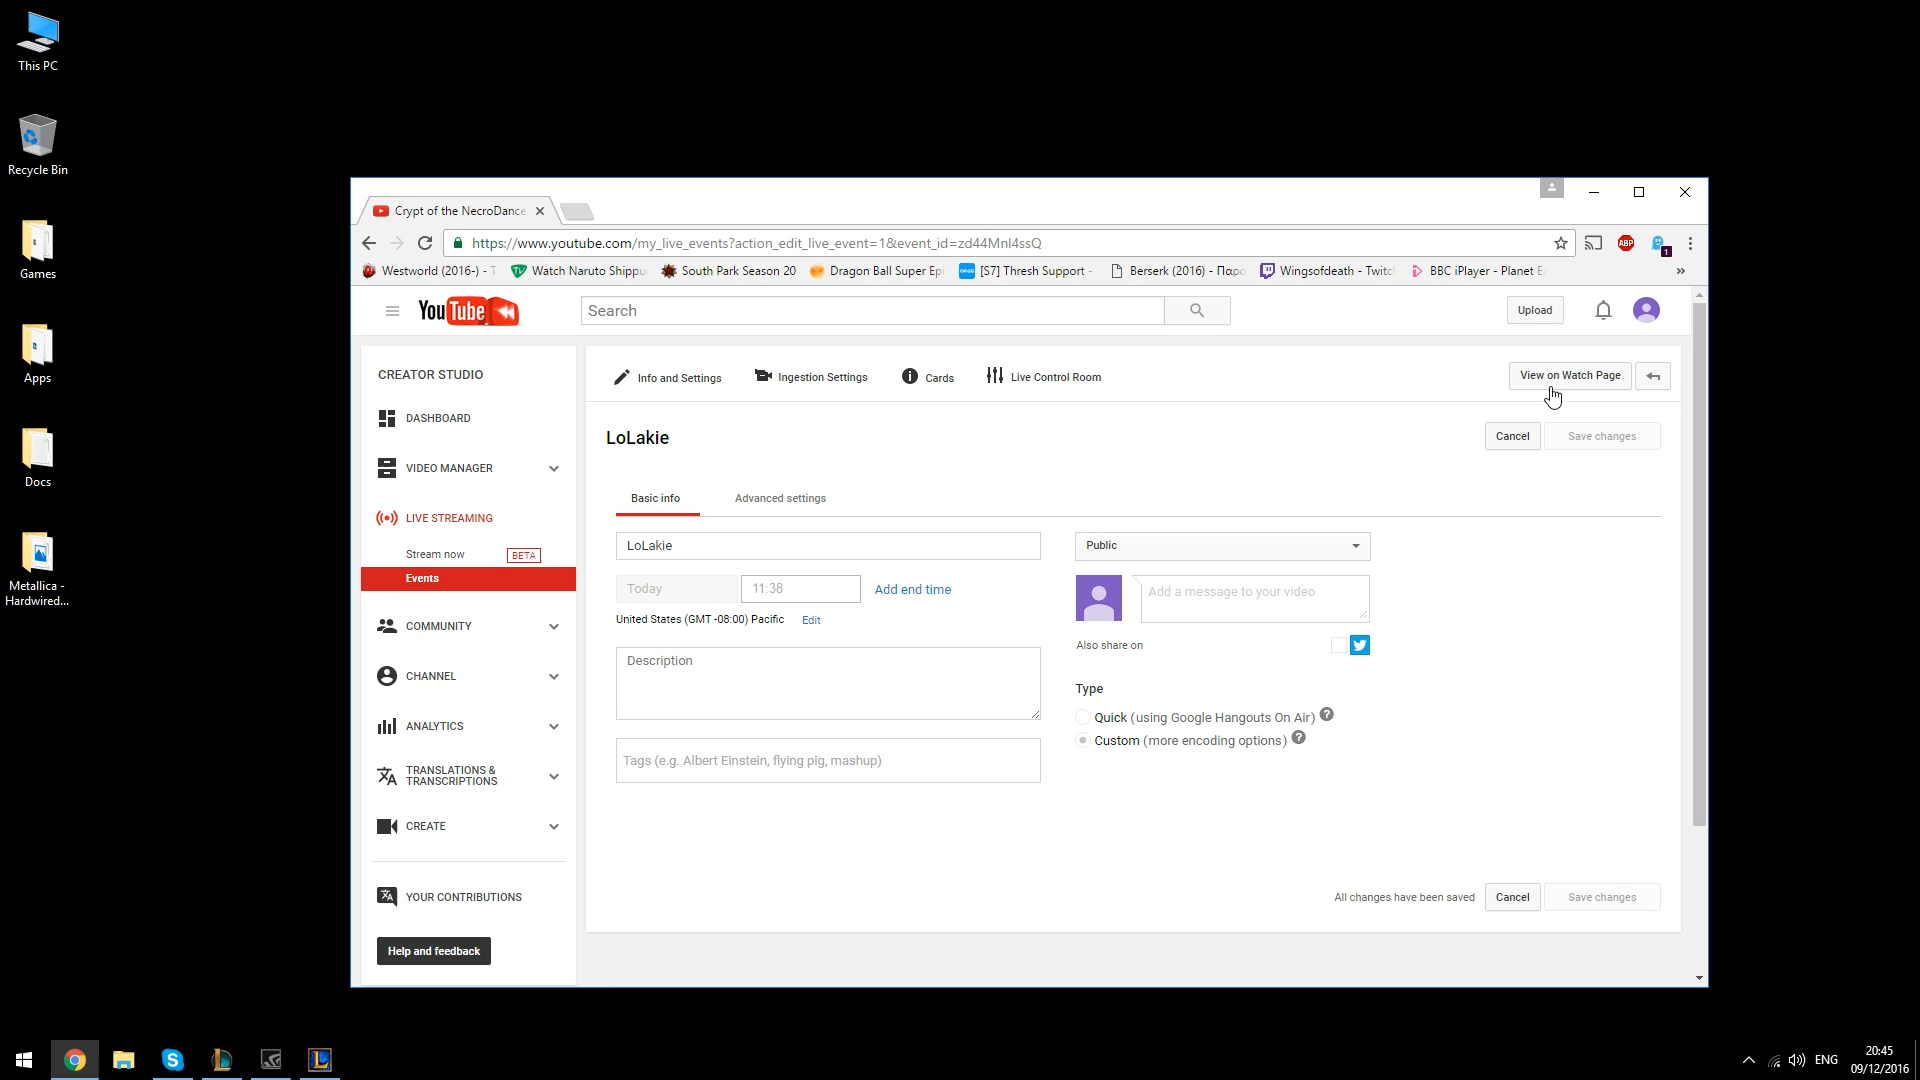 This PC
Recycle Bin
Games
Apps
Docs
Metallica -
Hardwired...
Crypt of the NecroDance
https://www.youtube.com/my_live_events?action_edit_live_event=1&event_id=zd44MnI4ssQ
ABP
1
Westworld (2016-) - T
Watch Naruto Shippu
South Park Season 20
Dragon Ball Super Epi
[S7] Thresh Support -
Berserk (2016) - Παρο
Wingsofdeath - Twitc
BBC iPlayer - Planet E
»
YouTube
Search
Upload
CREATOR STUDIO
DASHBOARD
VIDEO MANAGER
LIVE STREAMING
Stream now BETA
Events
COMMUNITY
CHANNEL
ANALYTICS
TRANSLATIONS &
TRANSCRIPTIONS
CREATE
YOUR CONTRIBUTIONS
Help and feedback
Info and Settings
Ingestion Settings
Cards
Live Control Room
View on Watch Page
LoLakie
Cancel
Save changes
Basic info
Advanced settings
LoLakie
Today
11:38
Add end time
United States (GMT -08:00) Pacific
Edit
Description
Tags (e.g. Albert Einstein, flying pig, mashup)
Public
Add a message to your video
Also share on
Type
Quick (using Google Hangouts On Air) ?
Custom (more encoding options) ?
All changes have been saved
Cancel
Save changes
ENG
20:45
09/12/2016